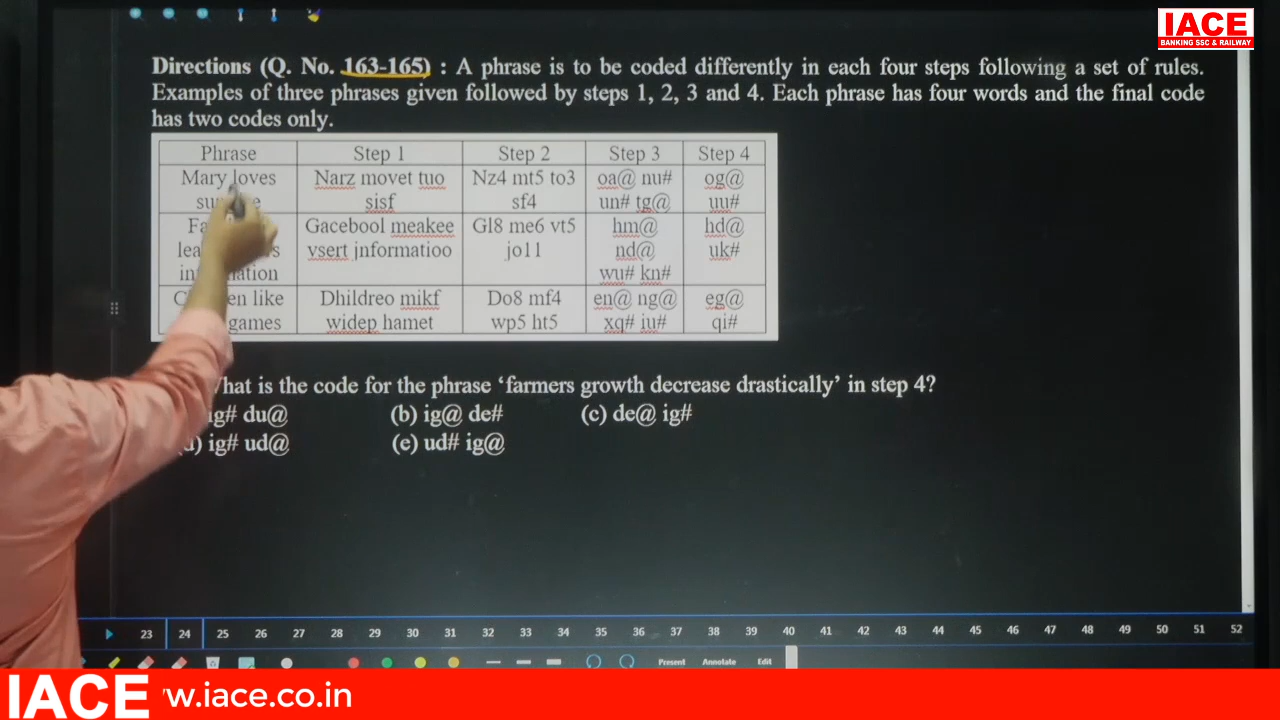 IACE
BANKING SSC & RAILWAY
Directions (Q. No. 163-165) : A phrase is to be coded differently in each four steps following a set of rules.
Examples of three phrases given followed by steps 1, 2, 3 and 4. Each phrase has four words and the final code
has two codes only.
Phrase Step 1 Step 2 Step 3 Step 4
Mary loves Narz movet tuo Nz4 mt5 to3 oa@ nu# og@
sisf sf4 un# tg@ uu#
Gacebool meakee Gl8 me6 vt5 hm@ hd@
vsert jnformatioo jo11 nd@ uk#
wu# kn#
like Dhildreo mikf Do8 mf4 en@ ng@ eg@
games widep hamet wp5 ht5 xq# iu# qi#
hat is the code for the phrase ‘farmers growth decrease drastically’ in step 4?
ig# du@ (b) ig@ de# (c) de@ ig#
ig# ud@ (e) ud# ig@
23 24 25 26 27 28 29 30 31 32 33 34 35 36 37 38 39 40 41 42 43 44 45 46 47 48 49 50 51 52
Present Annotate Edit
IACE w.iace.co.in